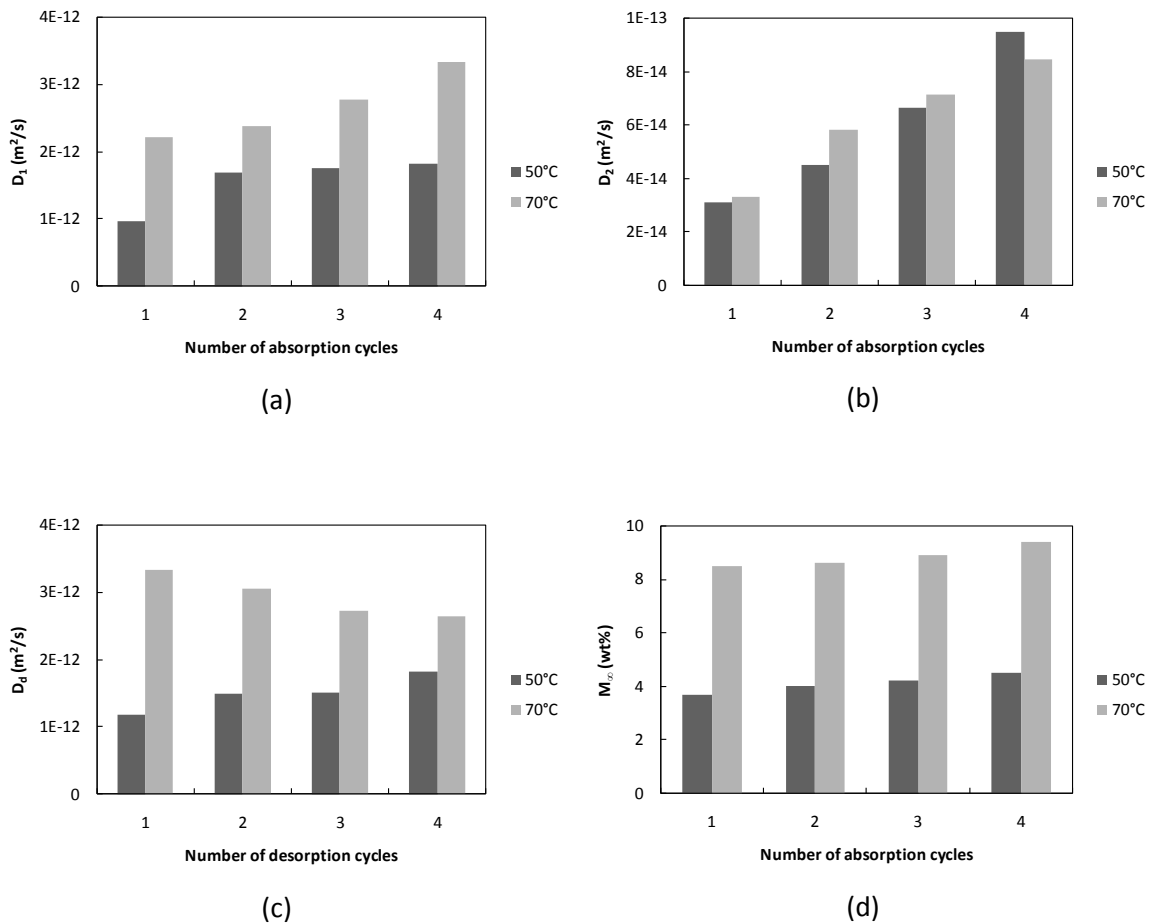 4E-12
3E-12
2E-12
1E-12
0
D₁ (m²/s)
1 2 3 4
Number of absorption cycles
50°C
70°C
(a)
1E-13
8E-14
6E-14
4E-14
2E-14
0
D₂ (m²/s)
1 2 3 4
Number of absorption cycles
50°C
70°C
(b)
4E-12
3E-12
2E-12
1E-12
0
D_d (m²/s)
1 2 3 4
Number of desorption cycles
50°C
70°C
(c)
10
8
6
4
2
0
M_∞ (wt%)
1 2 3 4
Number of absorption cycles
50°C
70°C
(d)